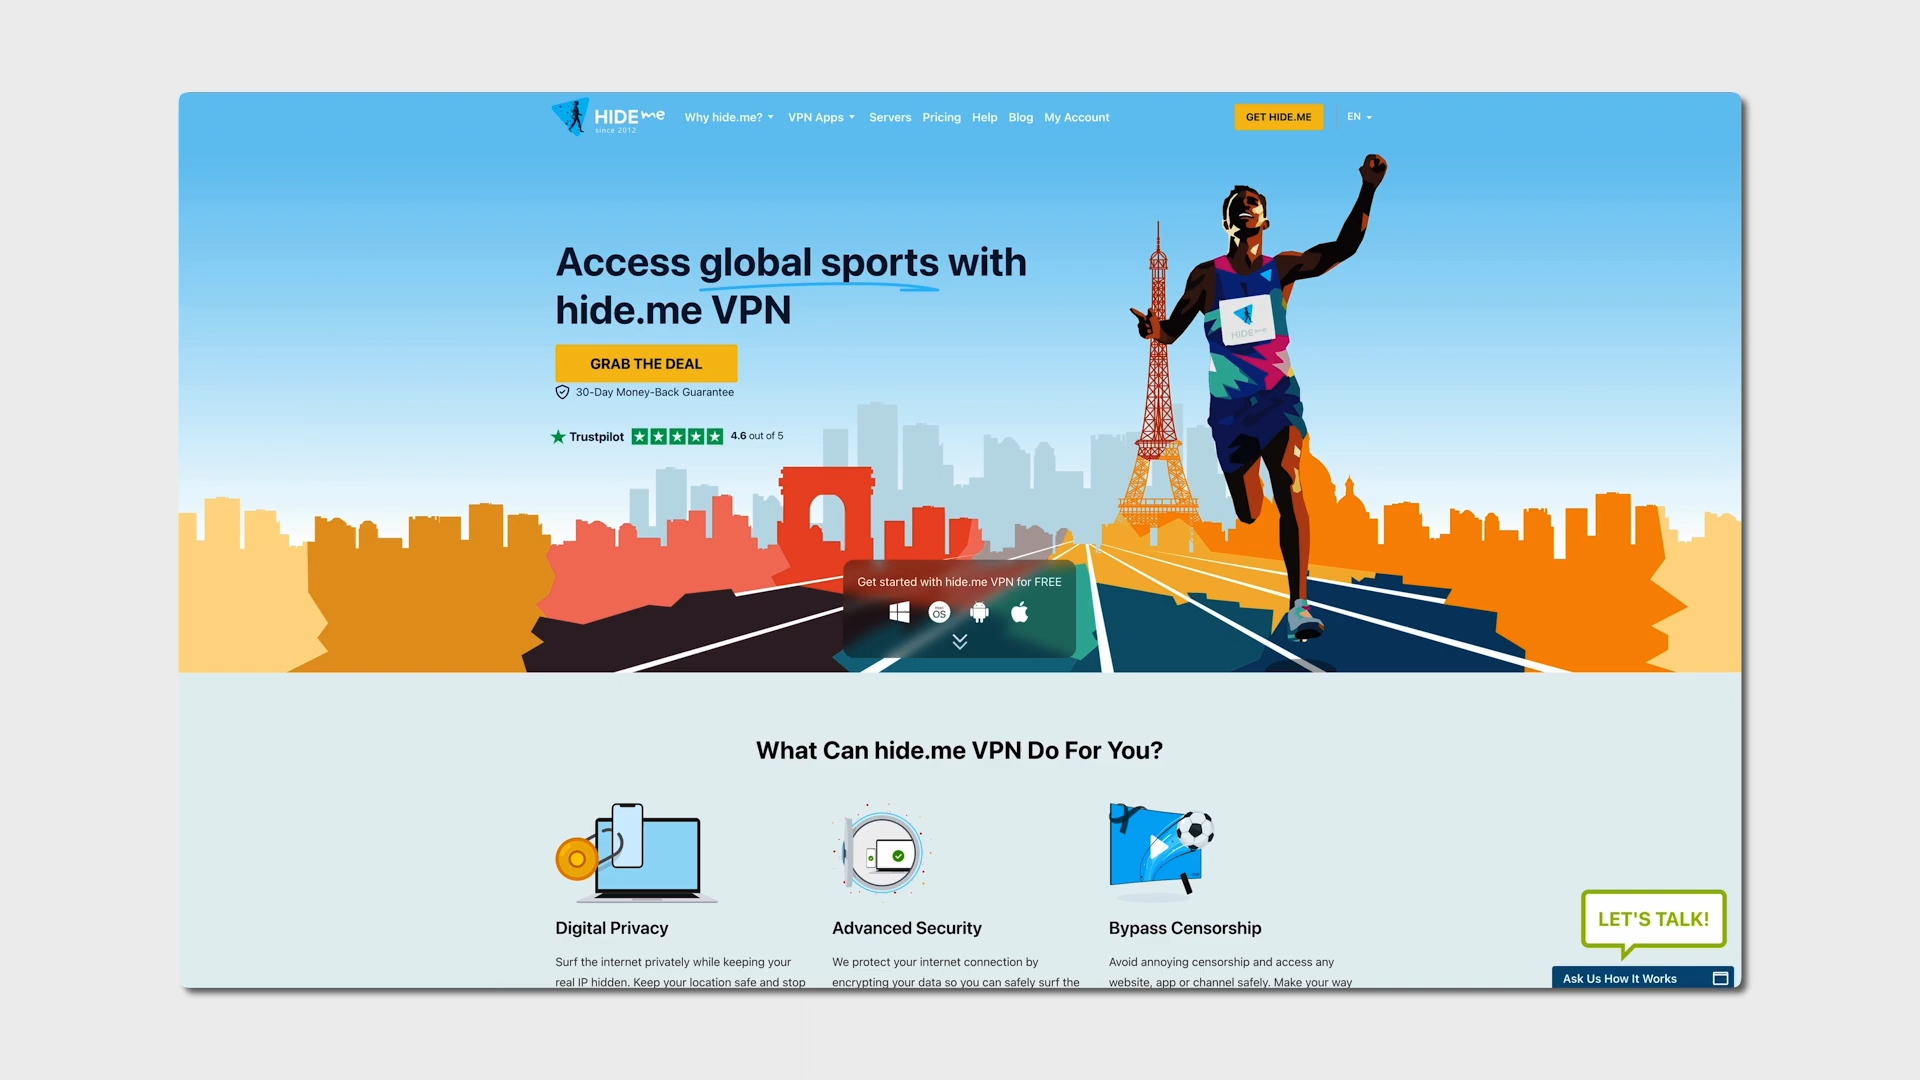 HIDE me
since 2012
Why hide.me?
VPN Apps
Servers
Pricing
Help
Blog
My Account
GET HIDE.ME
EN
Access global sports with
hide.me VPN
GRAB THE DEAL
30-Day Money-Back Guarantee
Trustpilot
4.6 out of 5
HIDE me
Get started with hide.me VPN for FREE
macOS
What Can hide.me VPN Do For You?
Digital Privacy
Surf the internet privately while keeping your
real IP hidden. Keep your location safe and stop
Advanced Security
We protect your internet connection by
encrypting your data so you can safely surf the
Bypass Censorship
Avoid annoying censorship and access any
website, app or channel safely. Make your way
LET'S TALK!
Ask Us How It Works